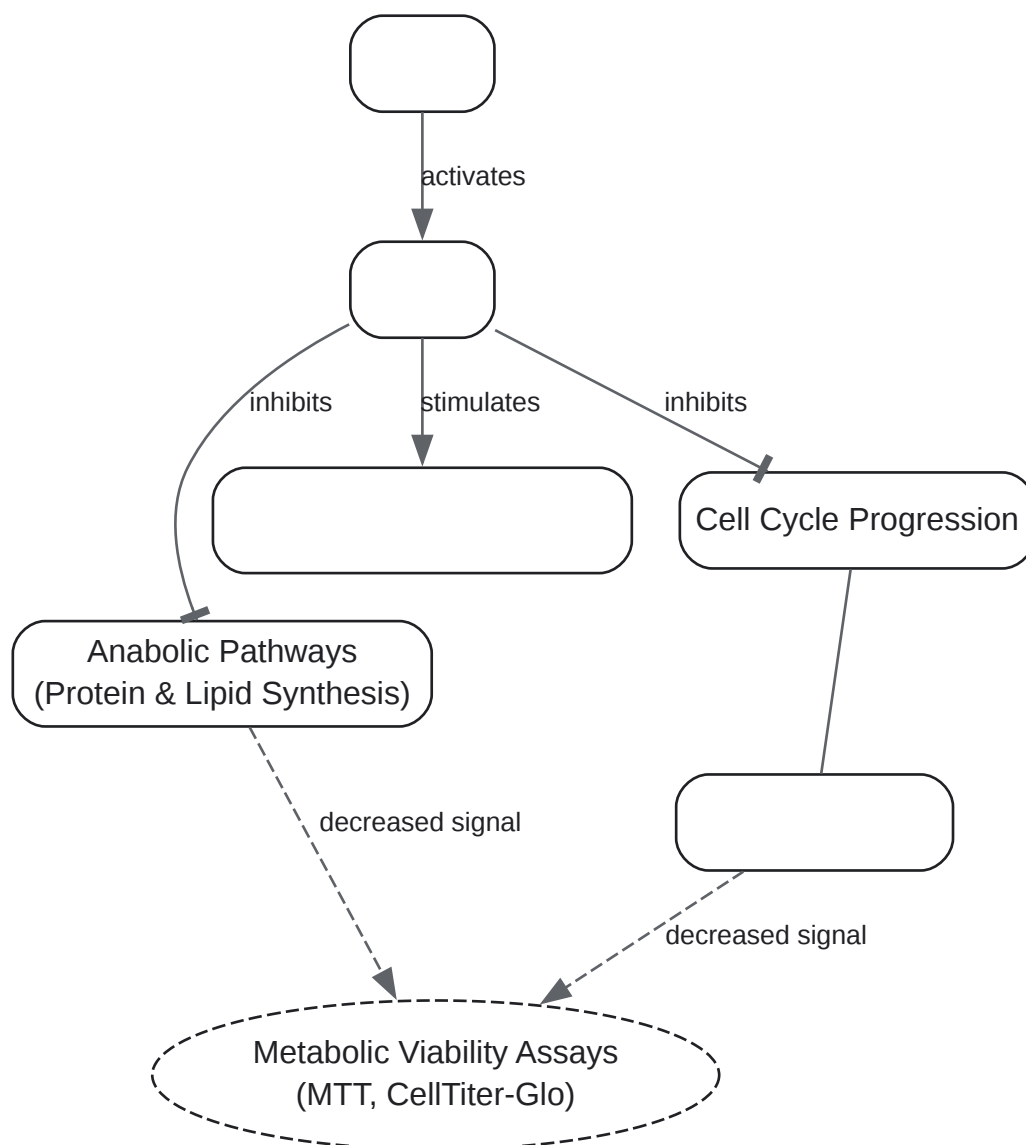 activates
inhibits
stimulates
inhibits
Cell Cycle Progression
Anabolic Pathways
(Protein & Lipid Synthesis)
decreased signal
decreased signal
Metabolic Viability Assays
(MTT, CellTiter-Glo)